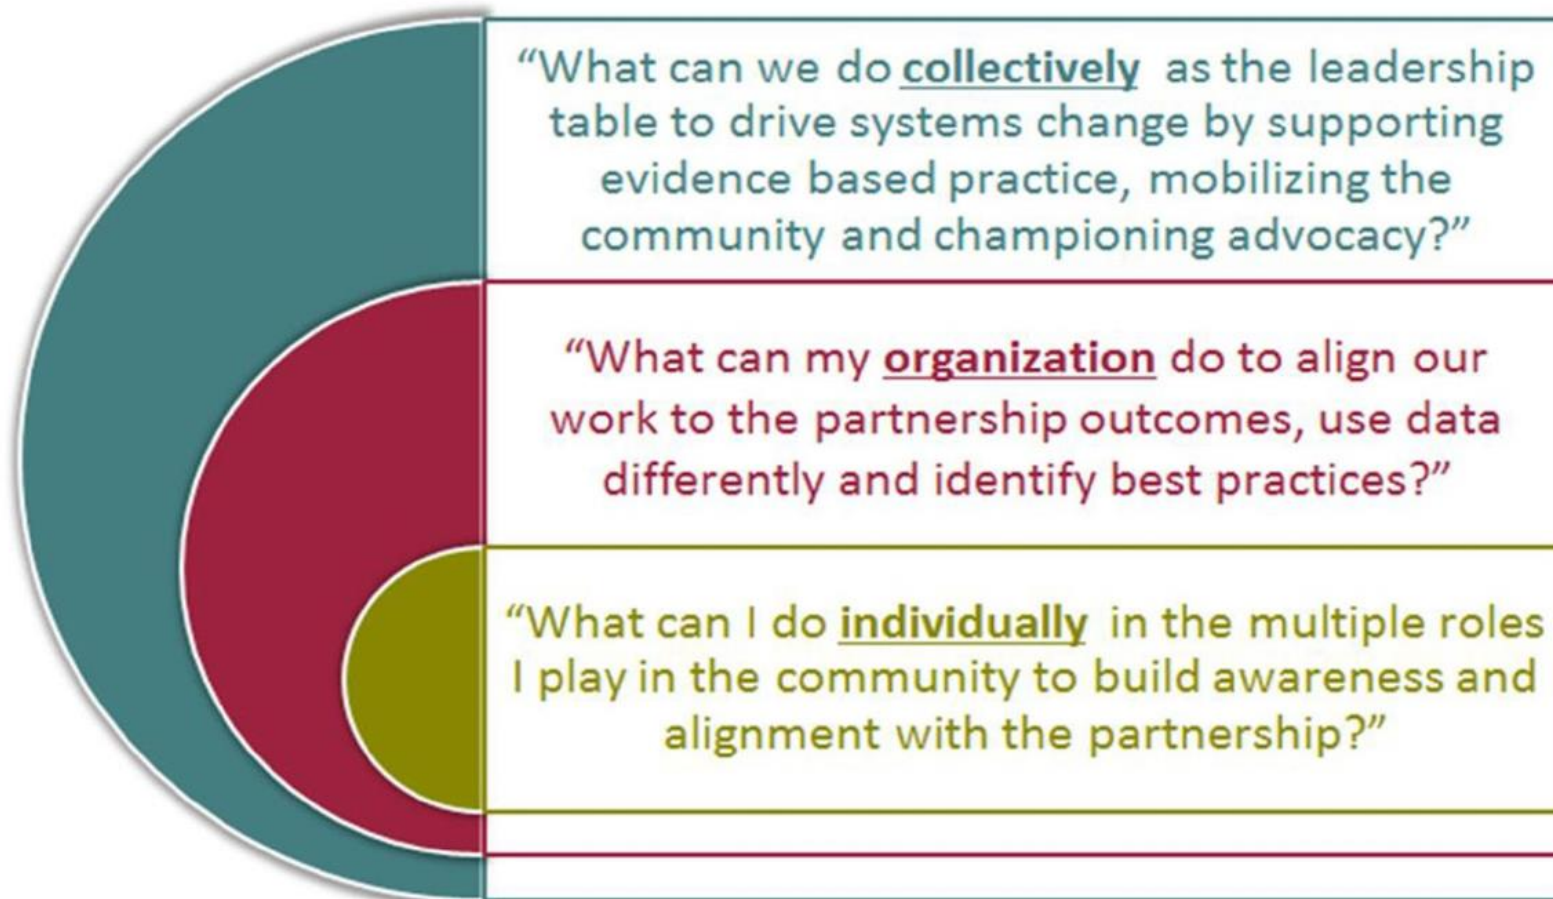 “What can we do collectively as the leadership
table to drive systems change by supporting
evidence based practice, mobilizing the
community and championing advocacy?”
“What can my organization do to align our
work to the partnership outcomes, use data
differently and identify best practices?”
“What can I do individually in the multiple roles
I play in the community to build awareness and
alignment with the partnership?”